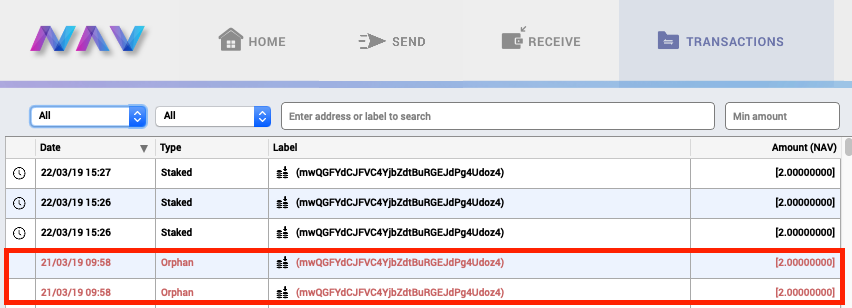 NAV HOME SEND RECEIVE TRANSACTIONS
All All Enter address or label to search Min amount
Date Type Label Amount (NAV)
22/03/19 15:27 Staked (mwQGFYdCJFVC4YjbZdtBuRGEJdPg4Udoz4) [2.00000000]
22/03/19 15:26 Staked (mwQGFYdCJFVC4YjbZdtBuRGEJdPg4Udoz4) [2.00000000]
22/03/19 15:26 Staked (mwQGFYdCJFVC4YjbZdtBuRGEJdPg4Udoz4) [2.00000000]
21/03/19 09:58 Orphan (mwQGFYdCJFVC4YjbZdtBuRGEJdPg4Udoz4) [2.00000000]
21/03/19 09:58 Orphan (mwQGFYdCJFVC4YjbZdtBuRGEJdPg4Udoz4) [2.00000000]